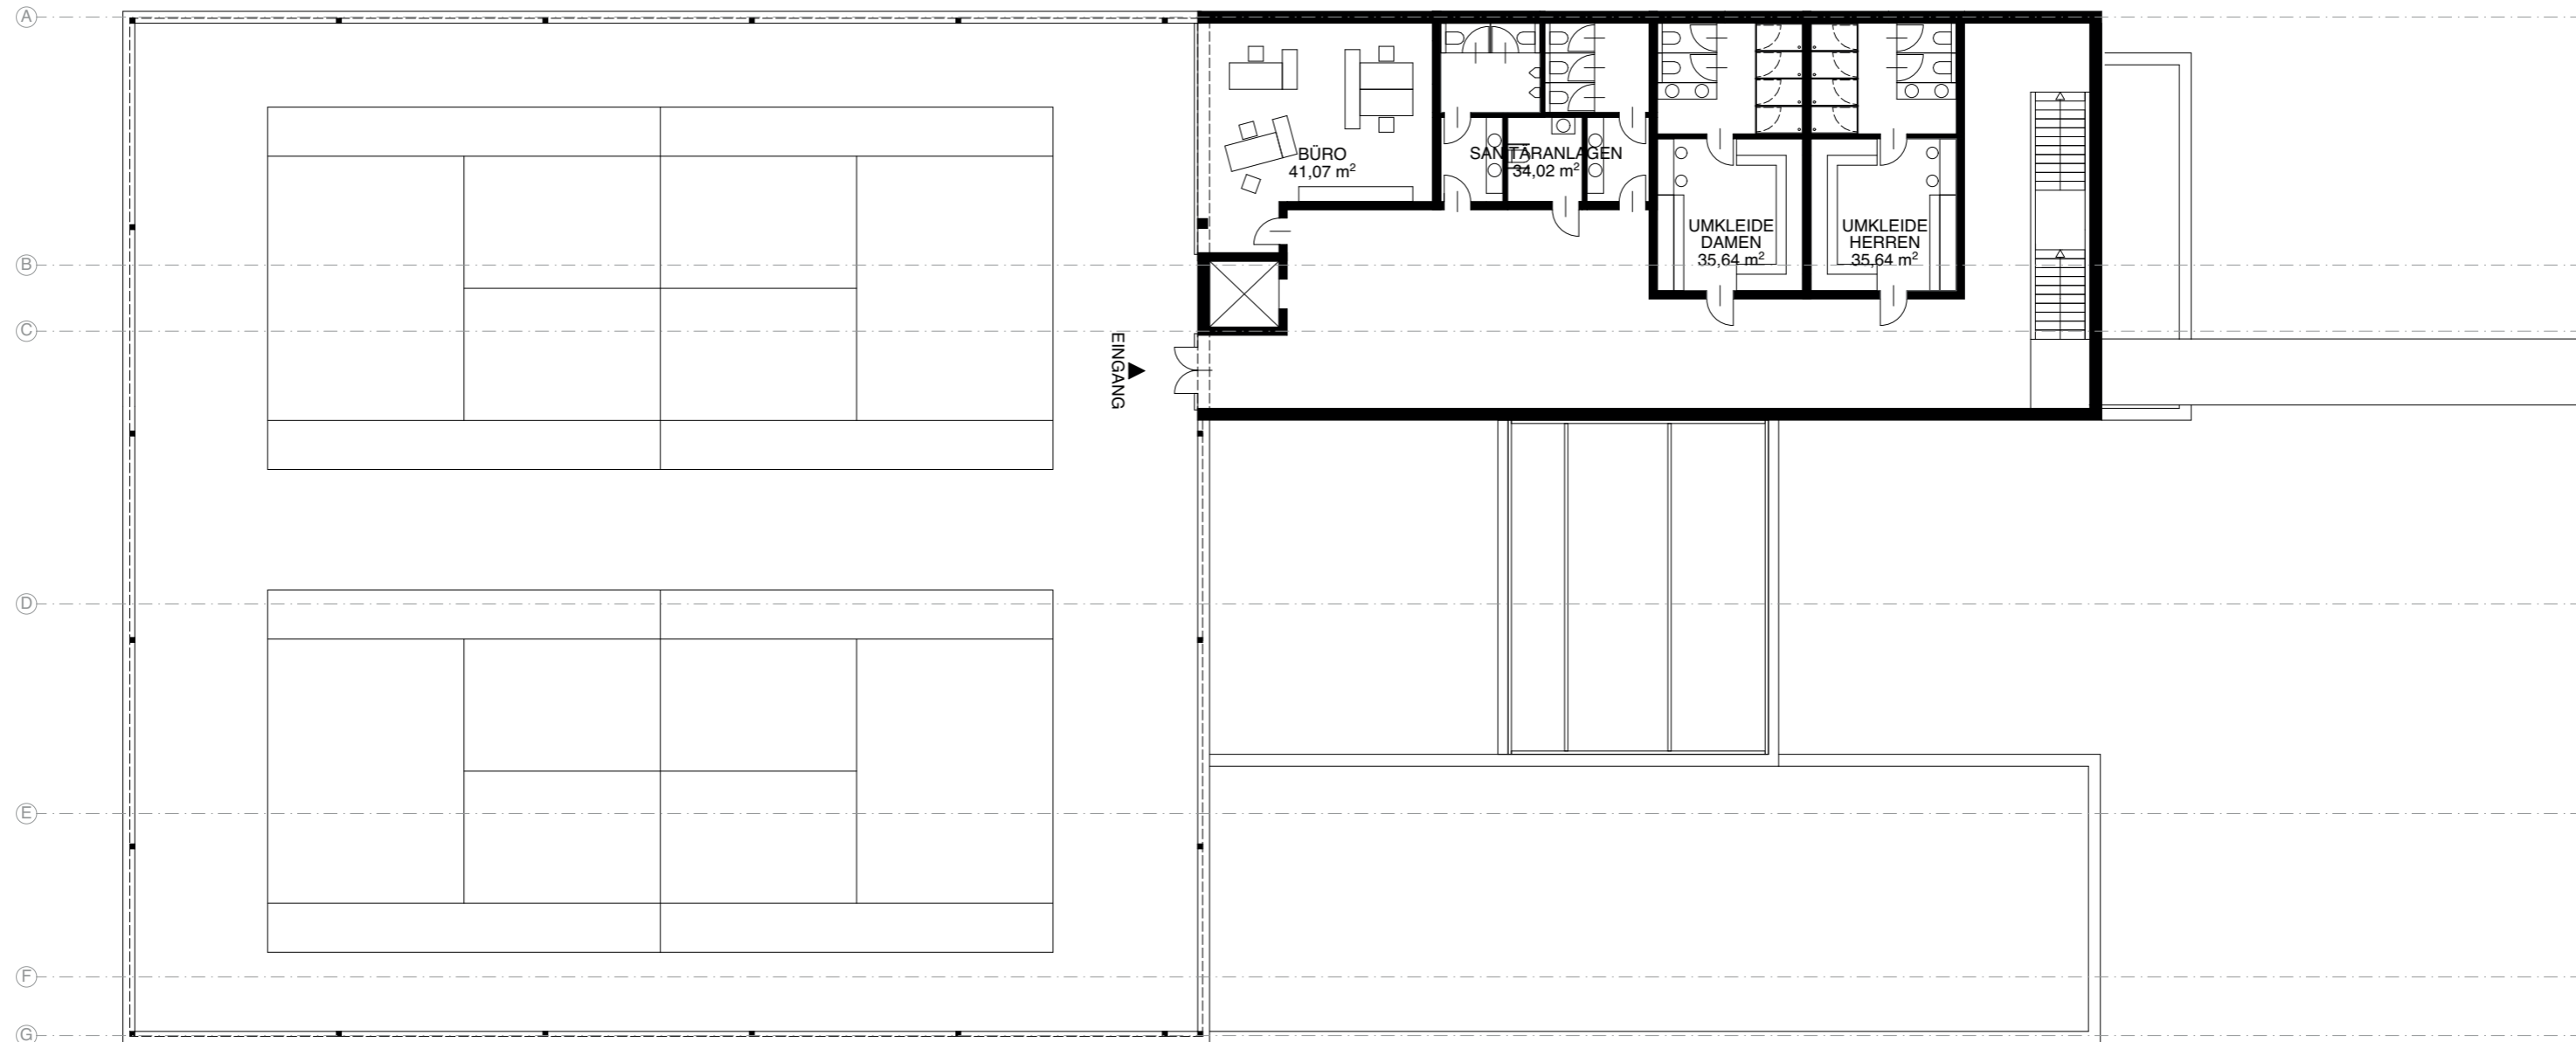 A
BÜRO
41,07 m²
SANITÄRANLAGEN
34,02 m²
UMKLEIDE
DAMEN
35,64 m²
UMKLEIDE
HERREN
35,64 m²
B
C
EINGANG
D
E
F
G